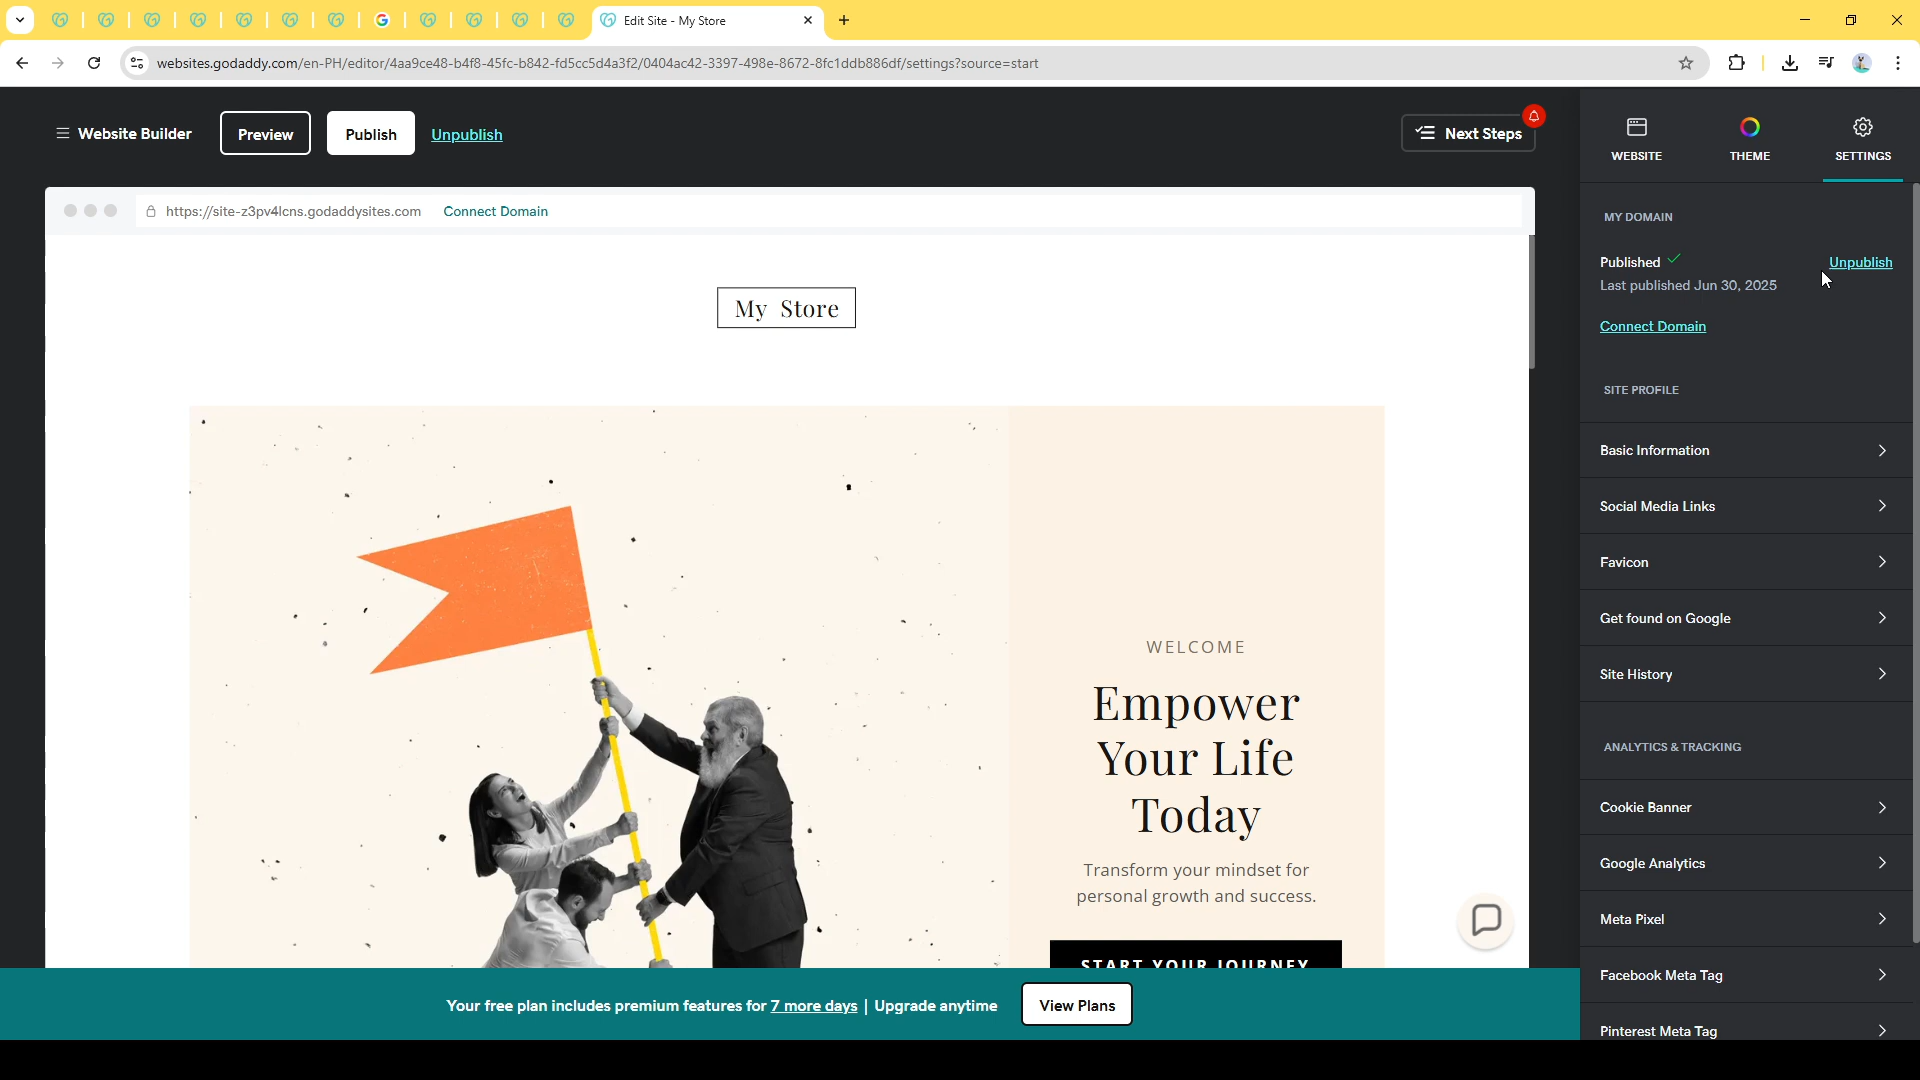 Edit Site - My Store
websites.godaddy.com/en-PH/editor/4aa9ce48-b4f8-45fc-b842-fd5cc5d4a3f2/0404ac42-3397-498e-8672-8fc1ddb886df/settings?source=start
Website Builder
Preview
Publish
Unpublish
Next Steps
https://site-z3pv4lcns.godaddysites.com
Connect Domain
My Store
WELCOME
Empower
Your Life
Today
Transform your mindset for
personal growth and success.
START YOUR JOURNEY
Your free plan includes premium features for 7 more days | Upgrade anytime
View Plans
WEBSITE
THEME
SETTINGS
MY DOMAIN
Published
Unpublish
Last published Jun 30, 2025
Connect Domain
SITE PROFILE
Basic Information
Social Media Links
Favicon
Get found on Google
Site History
ANALYTICS & TRACKING
Cookie Banner
Google Analytics
Meta Pixel
Facebook Meta Tag
Pinterest Meta Tag